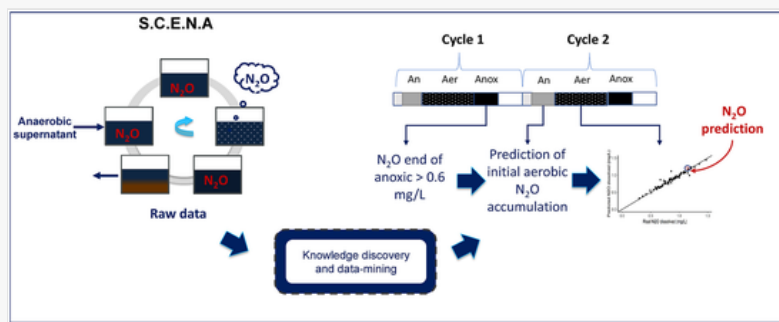 S.C.E.N.A
N₂O
N₂O
Anaerobic
supernatant
N₂O
N₂O
Raw data
Knowledge discovery
and data-mining
Cycle 1
Cycle 2
An
Aer
Anox
An
Aer
Anox
N₂O end of
anoxic > 0.6
mg/L
Prediction of
initial aerobic
N₂O
accumulation
N₂O
prediction